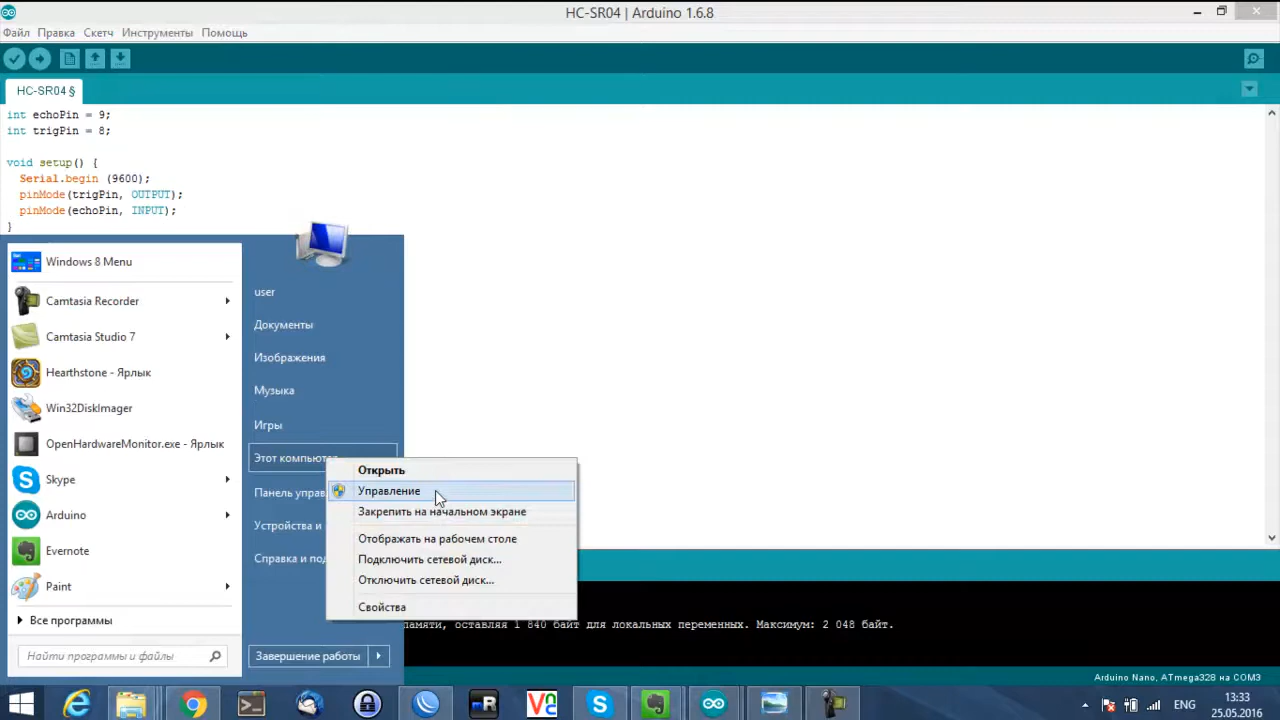 HC-SR04 | Arduino 1.6.8
Файл Правка Скетч Инструменты Помощь
HC-SR04 §
int echoPin = 9;
int trigPin = 8;
void setup() {
Serial.begin (9600);
pinMode(trigPin, OUTPUT);
pinMode(echoPin, INPUT);
}
Windows 8 Menu
Camtasia Recorder
Camtasia Studio 7
Hearthstone - Ярлык
Win32DiskImager
OpenHardwareMonitor.exe - Ярлык
Skype
Arduino
Evernote
Paint
Все программы
Найти программы и файлы
user
Документы
Изображения
Музыка
Игры
Этот компьютер
Панель управ
Устройства и
Справка и под
Завершение работы
Открыть
Управление
Закрепить на начальном экране
Отображать на рабочем столе
Подключить сетевой диск...
Отключить сетевой диск...
Свойства
памяти, оставляя 1 840 байт для локальных переменных. Максимум: 2 048 байт.
Arduino Nano, ATmega328 на COM3
ENG
13:33
25.05.2016